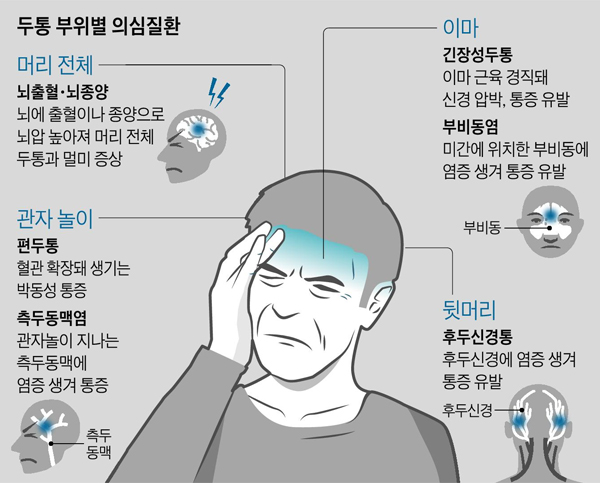 두통 부위별 의심질환
머리 전체
뇌출혈·뇌종양
뇌에 출혈이나 종양으로
뇌압 높아져 머리 전체
두통과 멀미 증상
관자 놀이
편두통
혈관 확장돼 생기는
박동성 통증
측두동맥염
관자놀이 지나는
측두동맥에
염증 생겨 통증
측두
동맥
이마
긴장성두통
이마 근육 경직돼
신경 압박, 통증 유발
부비동염
미간에 위치한 부비동에
염증 생겨 통증 유발
부비동
뒷머리
후두신경통
후두신경에 염증 생겨
통증 유발
후두신경